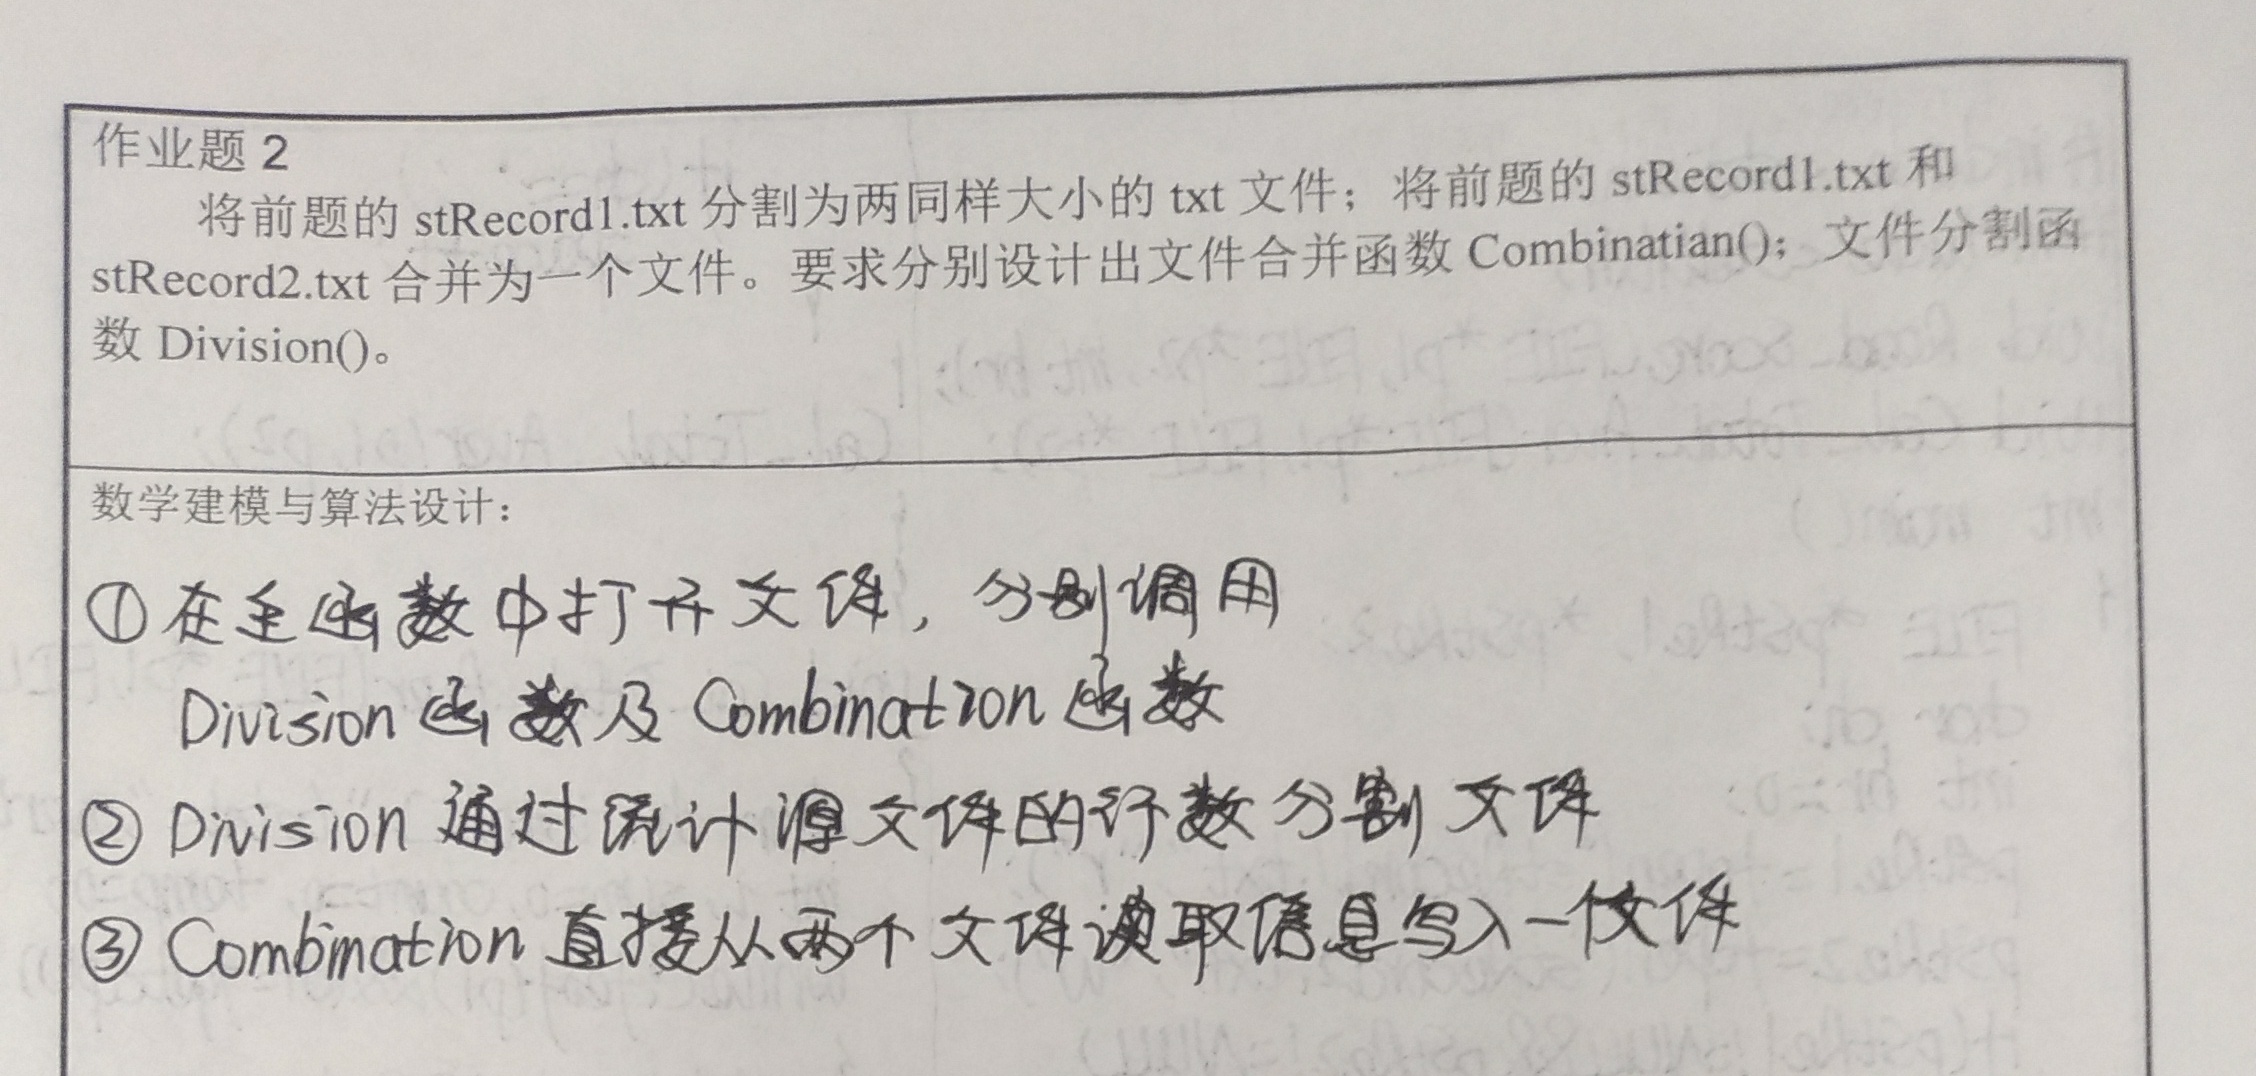 作业题 2
将前题的 stRecord1.txt 分割为两同样大小的 txt 文件；将前题的 stRecord1.txt 和
stRecord2.txt 合并为一个文件。要求分别设计出文件合并函数 Combinatian()；文件分割函
数 Division()。
数学建模与算法设计：
①在主函数中打开文件，分别调用
Division 函数及 Combination 函数
② Division 通过统计源文件的行数分割文件
③ Combination 直接从两个文件读取信息写入一个文件